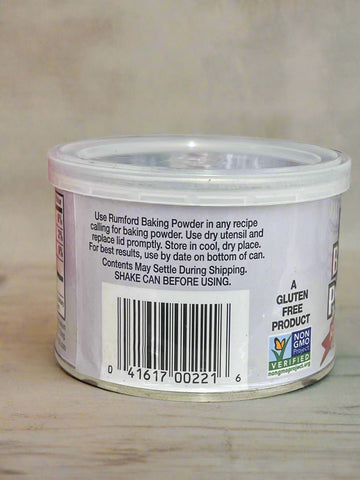 Use Rumford Baking Powder in any recipe
calling for baking powder. Use dry utensil and
replace lid promptly. Store in cool, dry place.
For best results, use by date on bottom of can.
Contents May Settle During Shipping.
SHAKE CAN BEFORE USING.
A
GLUTEN
FREE
PRODUCT
NON
GMO
Project
VERIFIED
nongmoproject.org
0 41617 00221 6